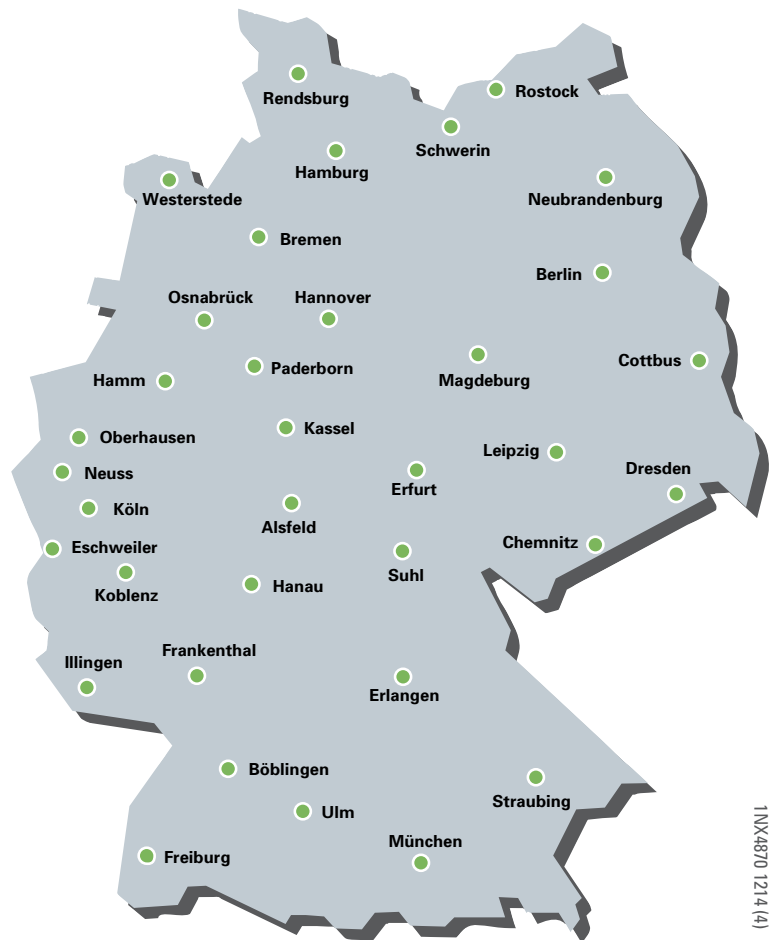 Rendsburg
Rostock
Schwerin
Hamburg
Westerstede
Neubrandenburg
Bremen
Berlin
Osnabrück
Hannover
Paderborn
Magdeburg
Cottbus
Hamm
Kassel
Oberhausen
Leipzig
Neuss
Erfurt
Dresden
Köln
Alsfeld
Chemnitz
Eschweiler
Suhl
Koblenz
Hanau
Frankenthal
Illingen
Erlangen
Böblingen
Straubing
Ulm
München
Freiburg
1NX4870 1214 (4)